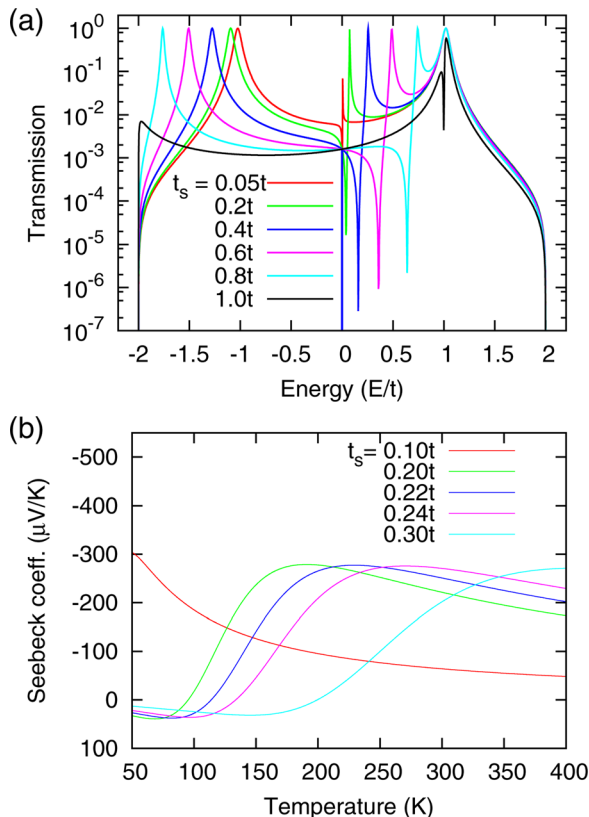 (a)
Transmission
10^0
10^-1
10^-2
10^-3
10^-4
10^-5
10^-6
10^-7
t_s = 0.05t
0.2t
0.4t
0.6t
0.8t
1.0t
-2 -1.5 -1 -0.5 0 0.5 1 1.5 2
Energy (E/t)
(b)
Seebeck coeff. (μV/K)
-500
-400
-300
-200
-100
0
100
t_s= 0.10t
0.20t
0.22t
0.24t
0.30t
50 100 150 200 250 300 350 400
Temperature (K)